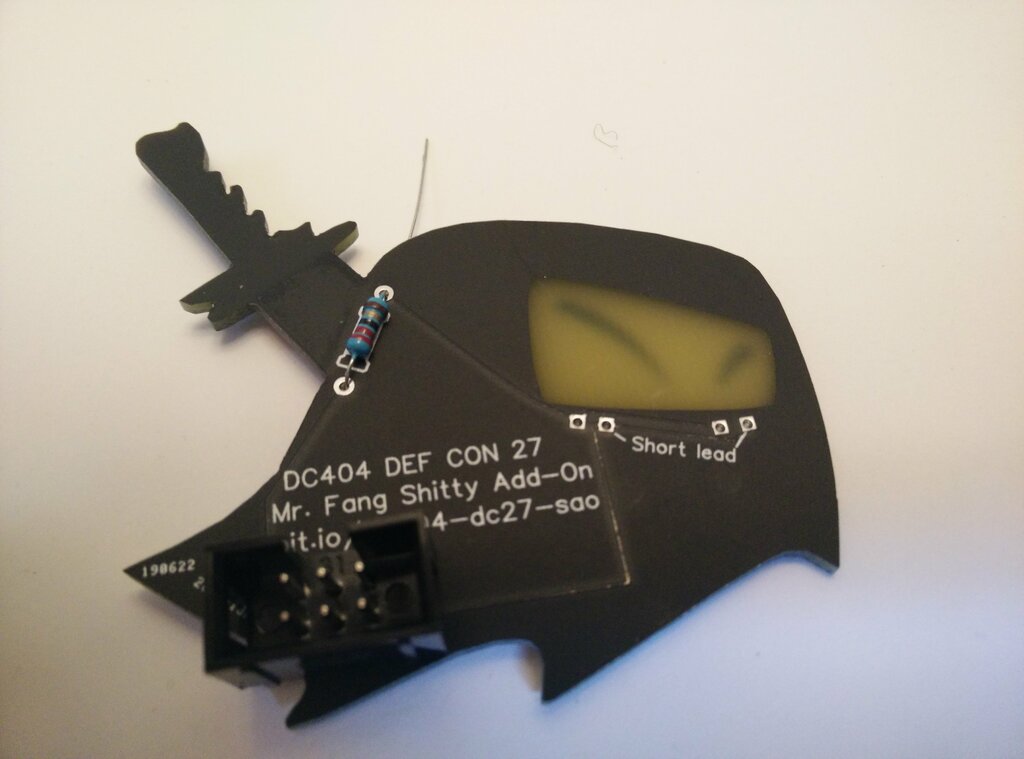 DC404 DEF CON 27
Mr. Fang Shitty Add-On
it.io/ 4-dc27-sao
Short lead
190622